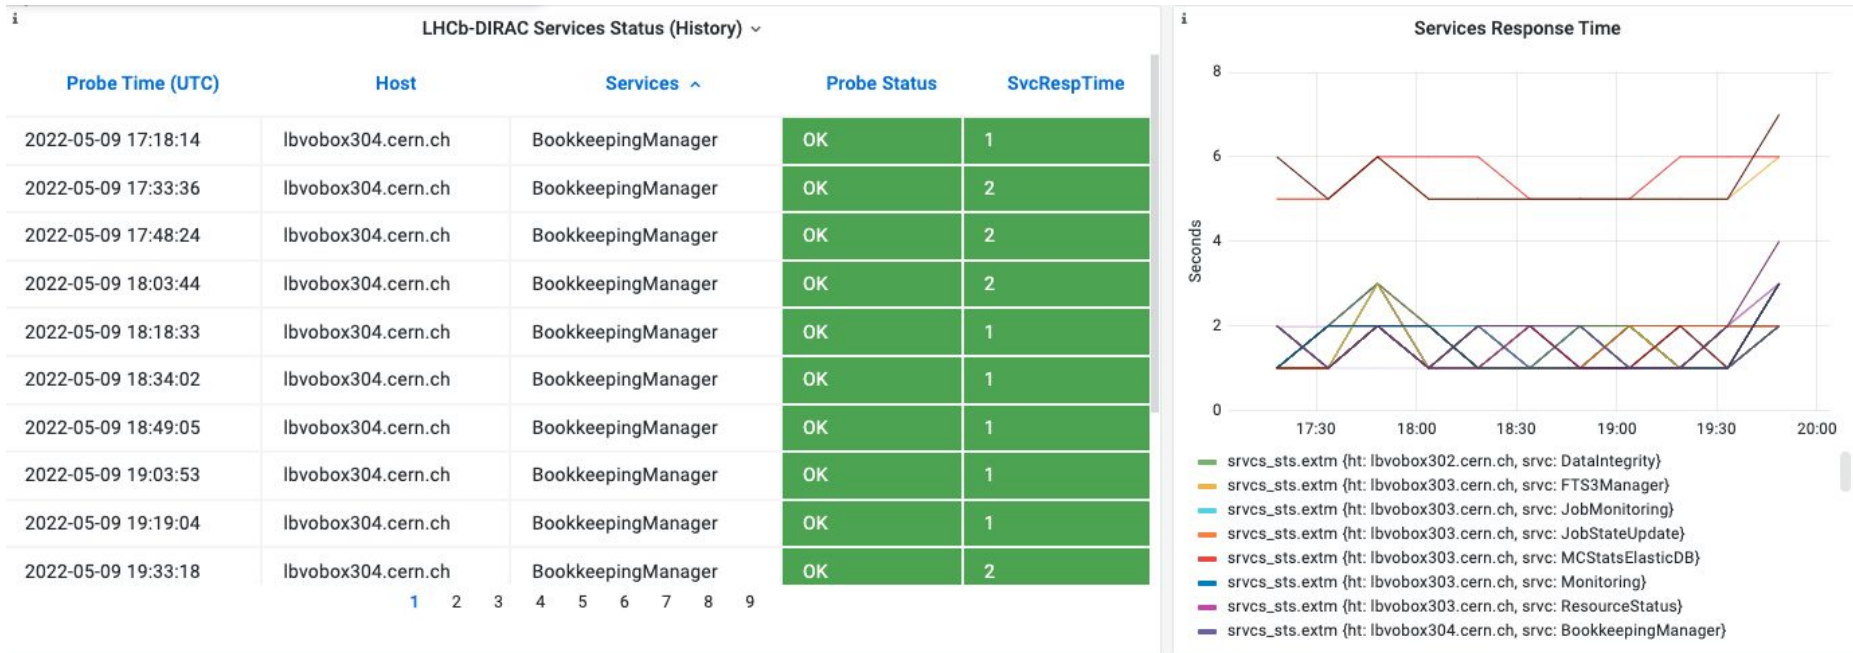 LHCb-DIRAC Services Status (History)
Probe Time (UTC) Host Services Probe Status SvcRespTime
2022-05-09 17:18:14 lbvobox304.cern.ch BookkeepingManager OK 1
2022-05-09 17:33:36 lbvobox304.cern.ch BookkeepingManager OK 2
2022-05-09 17:48:24 lbvobox304.cern.ch BookkeepingManager OK 2
2022-05-09 18:03:44 lbvobox304.cern.ch BookkeepingManager OK 2
2022-05-09 18:18:33 lbvobox304.cern.ch BookkeepingManager OK 1
2022-05-09 18:34:02 lbvobox304.cern.ch BookkeepingManager OK 1
2022-05-09 18:49:05 lbvobox304.cern.ch BookkeepingManager OK 1
2022-05-09 19:03:53 lbvobox304.cern.ch BookkeepingManager OK 1
2022-05-09 19:19:04 lbvobox304.cern.ch BookkeepingManager OK 1
2022-05-09 19:33:18 lbvobox304.cern.ch BookkeepingManager OK 2
1 2 3 4 5 6 7 8 9
Services Response Time
Seconds
8
6
4
2
0
17:30 18:00 18:30 19:00 19:30 20:00
srvcs_sts.extm {ht: lbvobox302.cern.ch, srvc: DataIntegrity}
srvcs_sts.extm {ht: lbvobox303.cern.ch, srvc: FTS3Manager}
srvcs_sts.extm {ht: lbvobox303.cern.ch, srvc: JobMonitoring}
srvcs_sts.extm {ht: lbvobox303.cern.ch, srvc: JobStateUpdate}
srvcs_sts.extm {ht: lbvobox303.cern.ch, srvc: MCStatsElasticDB}
srvcs_sts.extm {ht: lbvobox303.cern.ch, srvc: Monitoring}
srvcs_sts.extm {ht: lbvobox303.cern.ch, srvc: ResourceStatus}
srvcs_sts.extm {ht: lbvobox304.cern.ch, srvc: BookkeepingManager}